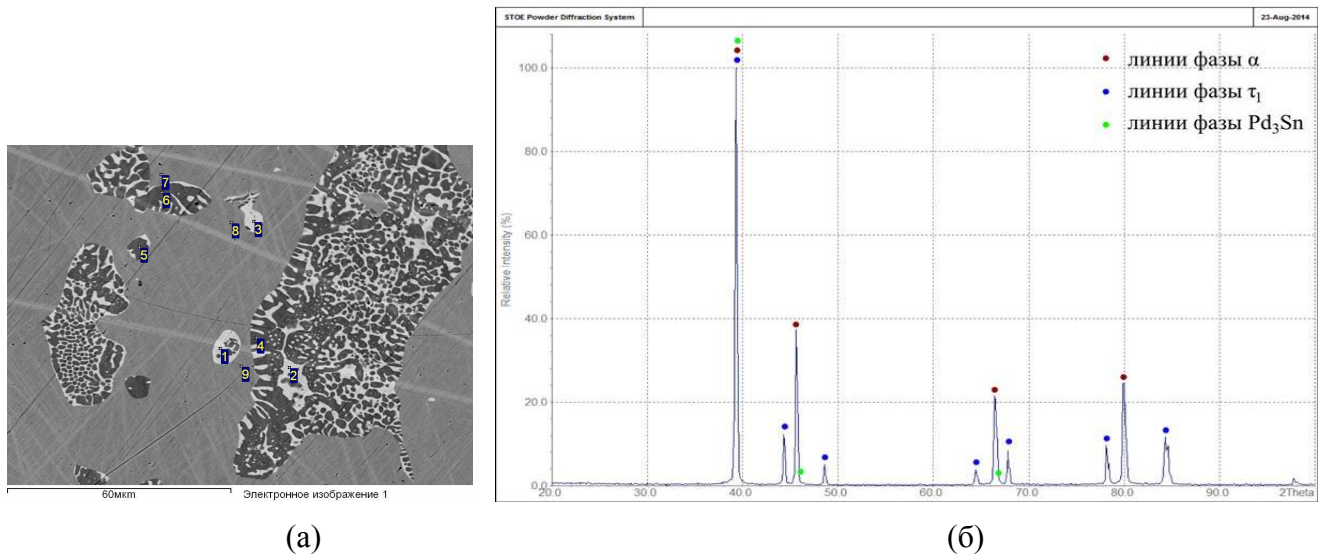 STOE Powder Diffraction System
23-Aug-2014
линии фазы α
линии фазы τ₁
линии фазы Pd₃Sn
Relative Intensity (%)
100.0
80.0
60.0
40.0
20.0
0.0
20.0 30.0 40.0 50.0 60.0 70.0 80.0 90.0 2Theta
7
6
8 3
5
4
1
9 2
60мкm Электронное изображение 1
(а) (б)